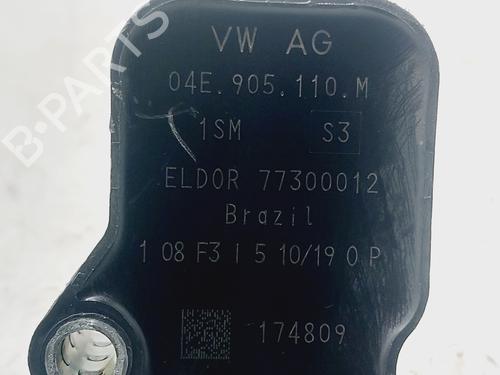 VW AG
04E.905.110.M
1SM S3
ELDOR 77300012
Brazil
1 08 F3 I 5 10/19 0 P
174809
B-PARTS